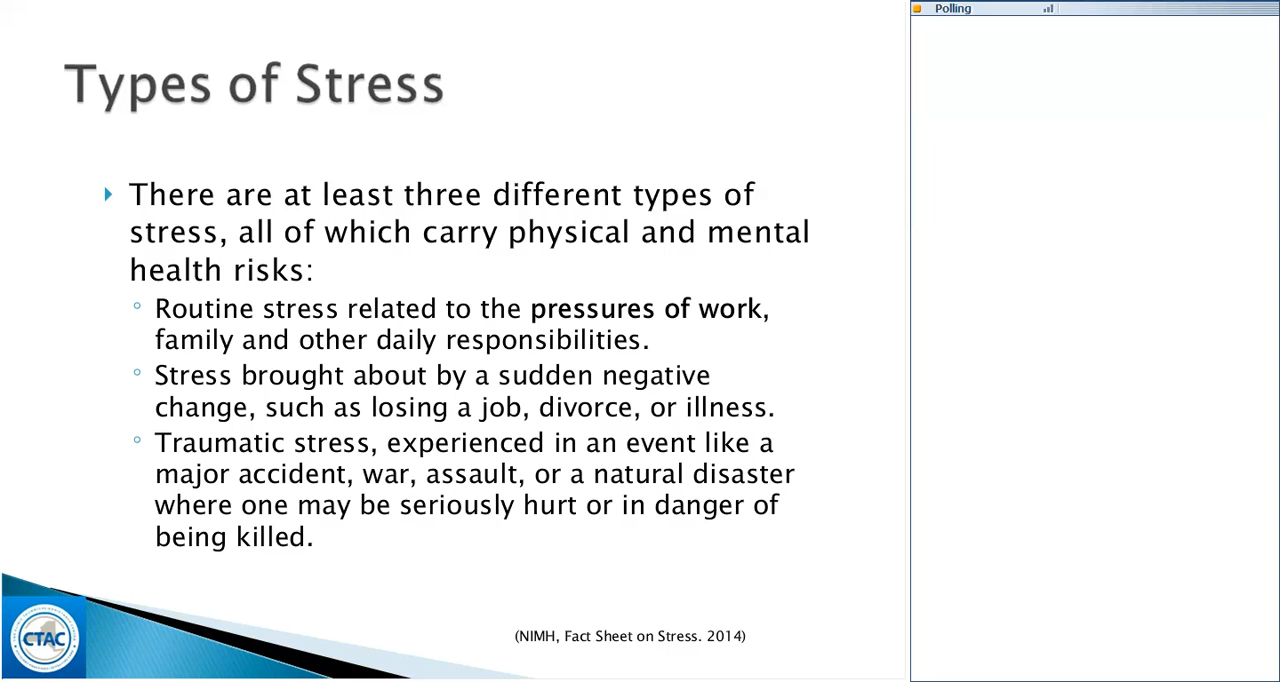 Polling
Types of Stress
There are at least three different types of
stress, all of which carry physical and mental
health risks:
Routine stress related to the pressures of work,
family and other daily responsibilities.
Stress brought about by a sudden negative
change, such as losing a job, divorce, or illness.
Traumatic stress, experienced in an event like a
major accident, war, assault, or a natural disaster
where one may be seriously hurt or in danger of
being killed.
(NIMH, Fact Sheet on Stress. 2014)
CTAC